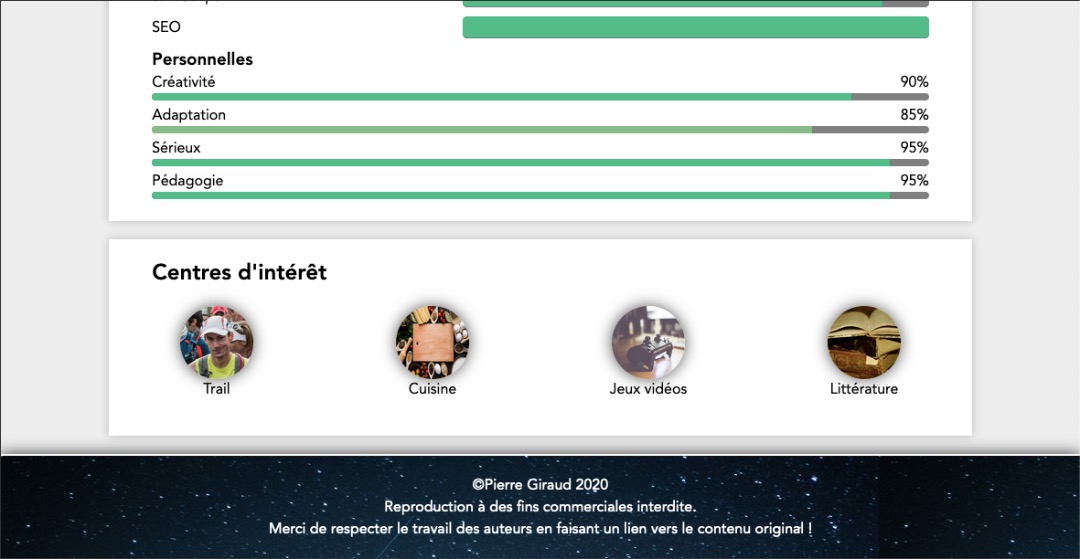 SEO
Personnelles
Créativité 90%
Adaptation 85%
Sérieux 95%
Pédagogie 95%
Centres d'intérêt
Trail Cuisine Jeux vidéos Littérature
©Pierre Giraud 2020
Reproduction à des fins commerciales interdite.
Merci de respecter le travail des auteurs en faisant un lien vers le contenu original !